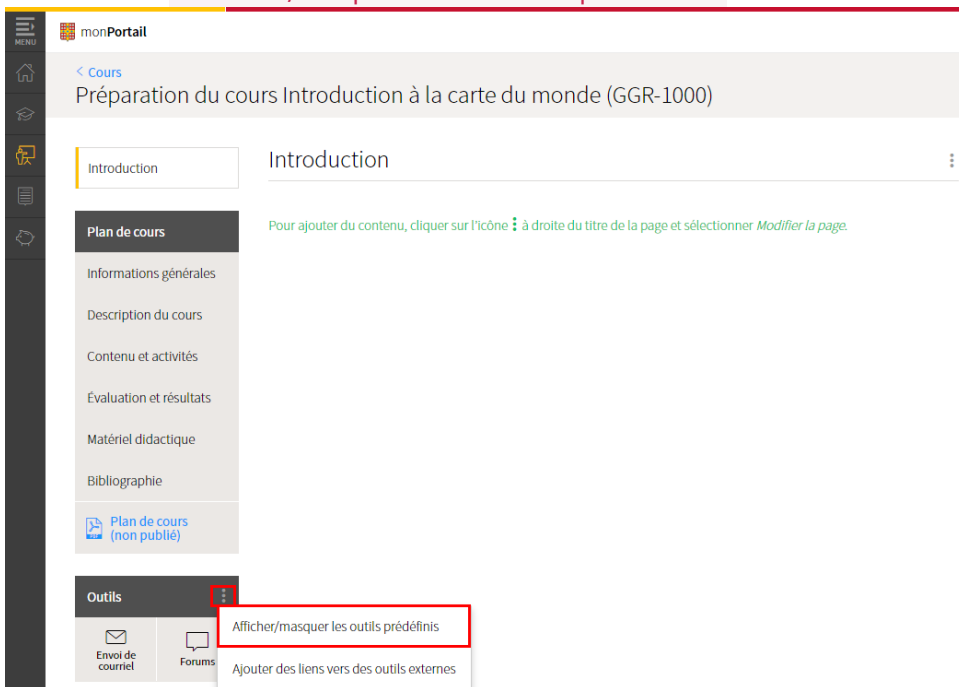 MENU
monPortail
< Cours
Préparation du cours Introduction à la carte du monde (GGR-1000)
Introduction
Introduction
Pour ajouter du contenu, cliquer sur l'icône ⋮ à droite du titre de la page et sélectionner Modifier la page.
Plan de cours
Informations générales
Description du cours
Contenu et activités
Évaluation et résultats
Matériel didactique
Bibliographie
Plan de cours
(non publié)
Outils
Afficher/masquer les outils prédéfinis
Envoi de
courriel
Forums
Ajouter des liens vers des outils externes